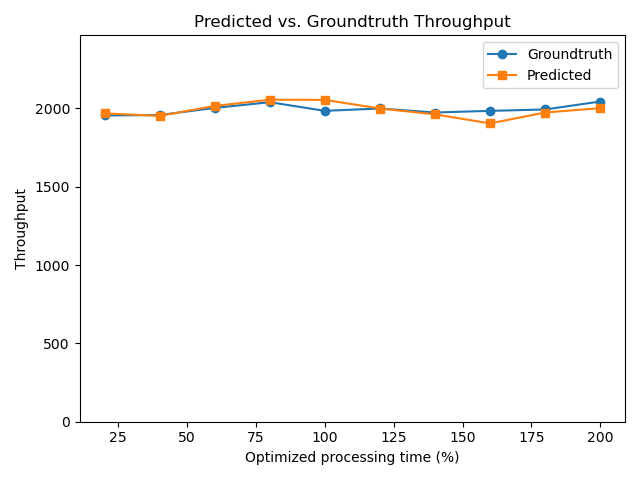 Predicted vs. Groundtruth Throughput
Groundtruth
Predicted
2000
1500
1000
500
0
Throughput
25 50 75 100 125 150 175 200
Optimized processing time (%)